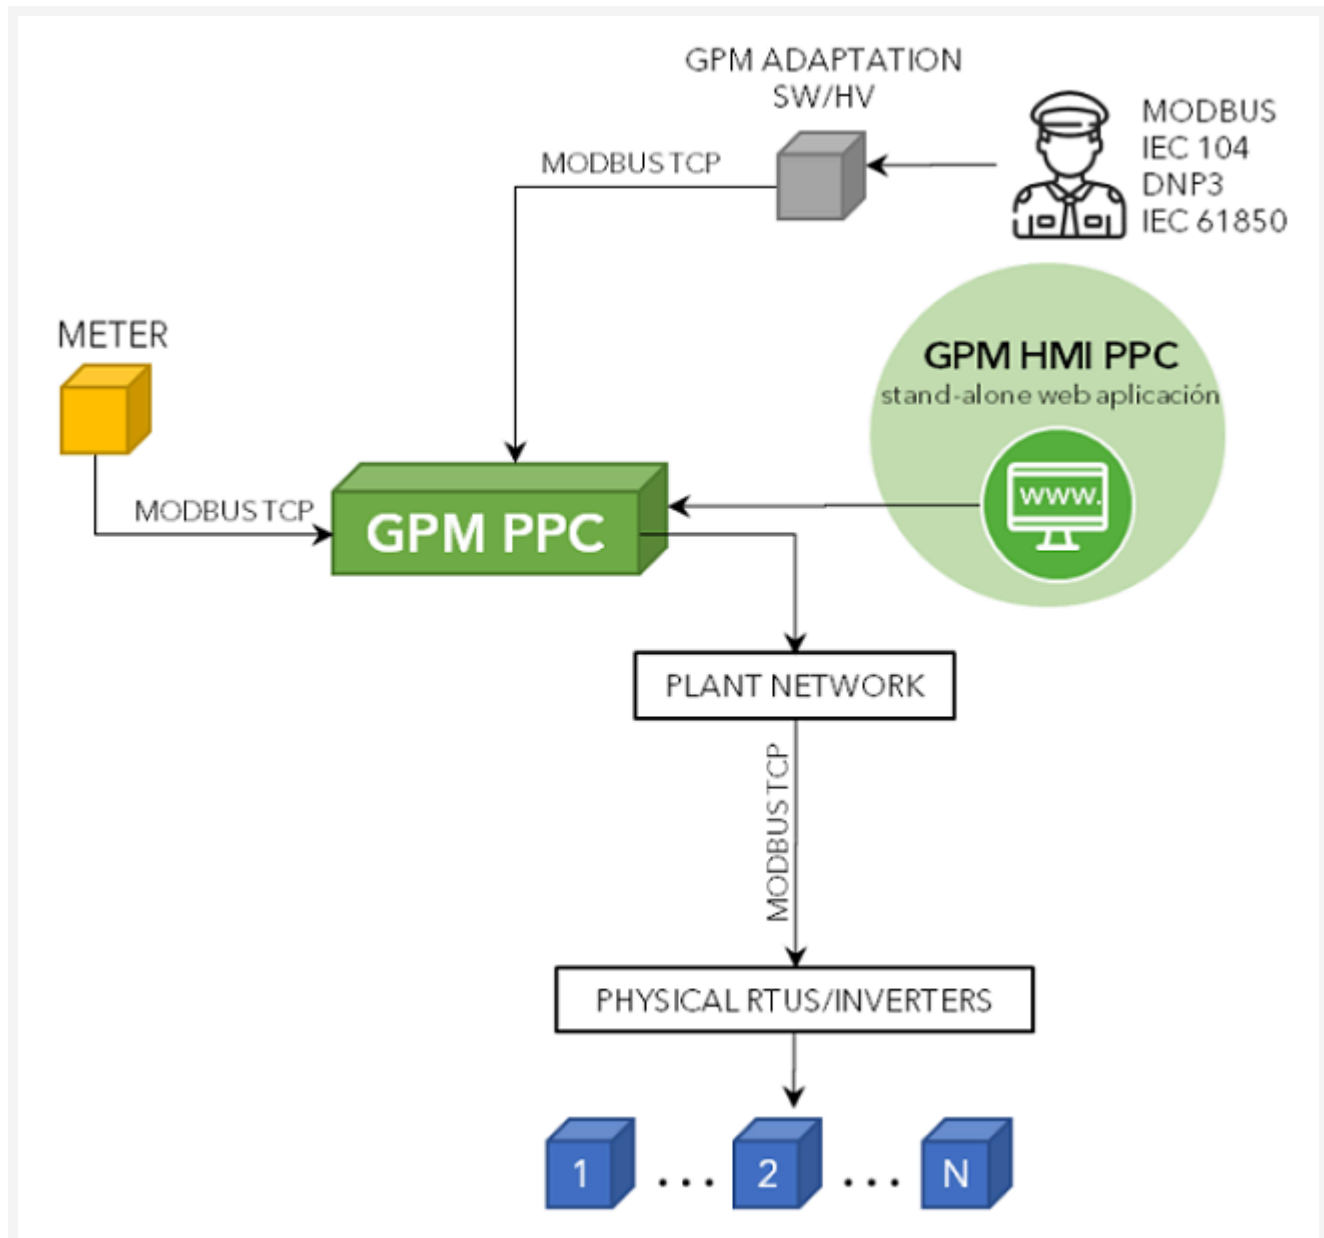 GPM ADAPTATION
SW/HV
MODBUS
IEC 104
DNP3
IEC 61850
MODBUS TCP
METER
GPM HMI PPC
stand-alone web aplicación
www.
MODBUS TCP
GPM PPC
PLANT NETWORK
MODBUS TCP
PHYSICAL RTUS/INVERTERS
1 ... 2 ... N